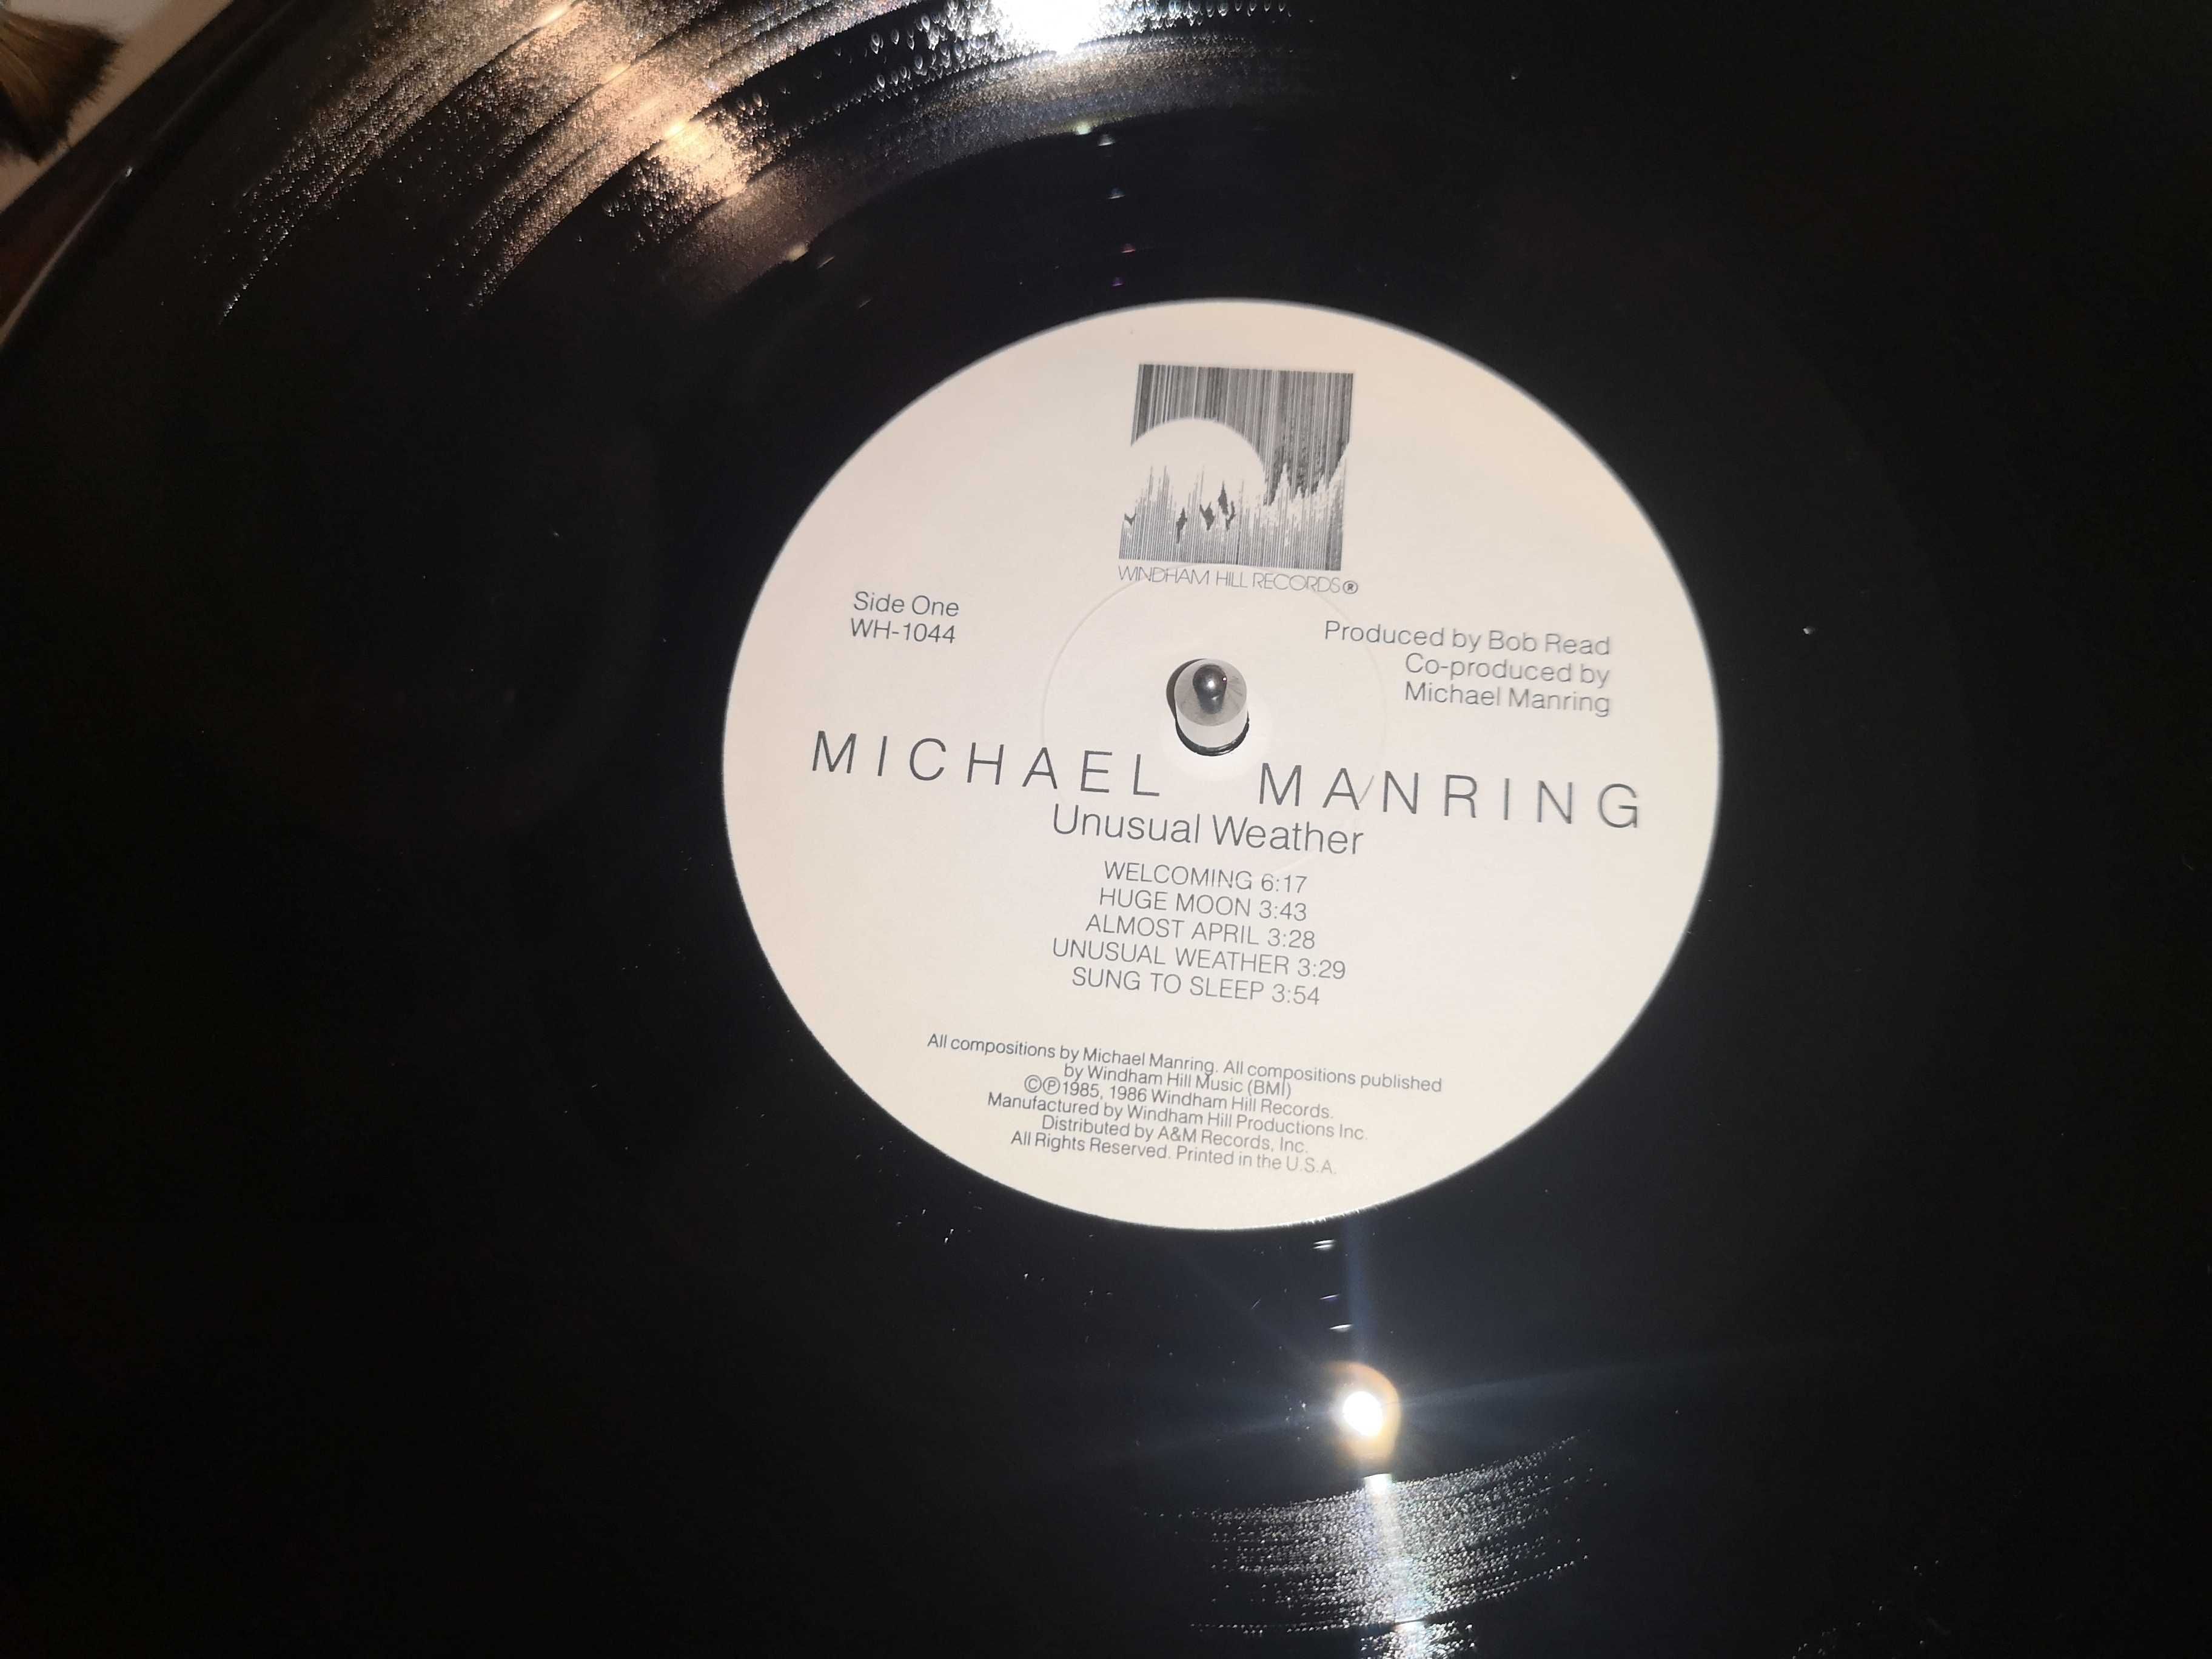 WINDHAM HILL RECORDS®
Side One
WH-1044
Produced by Bob Read
Co-produced by
Michael Manring
MICHAEL MANRING
Unusual Weather
WELCOMING 6:17
HUGE MOON 3:43
ALMOST APRIL 3:28
UNUSUAL WEATHER 3:29
SUNG TO SLEEP 3:54
All compositions by Michael Manring. All compositions published
by Windham Hill Music (BMI)
©℗1985, 1986 Windham Hill Records.
Manufactured by Windham Hill Productions Inc.
Distributed by A&M Records, Inc.
All Rights Reserved. Printed in the U.S.A.